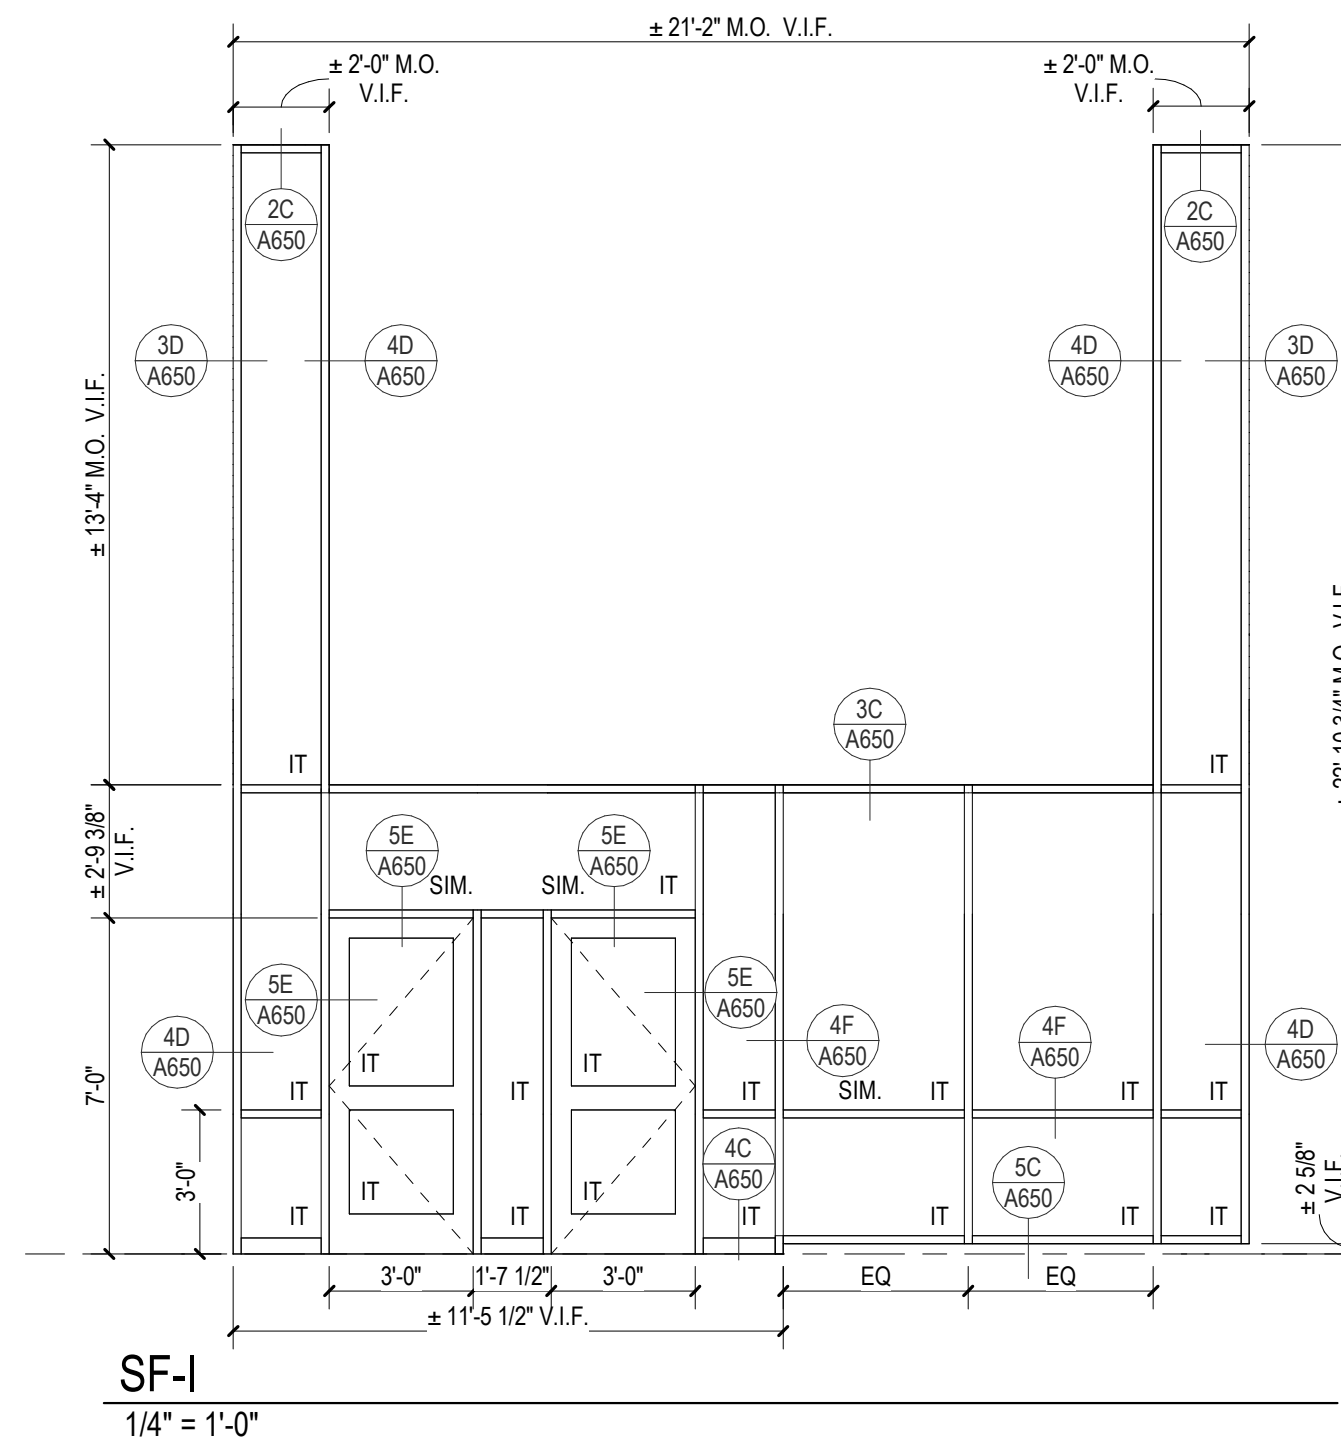 ± 21'-2" M.O.  V.I.F.
± 2'-0" M.O.
V.I.F.
± 2'-0" M.O.
V.I.F.
2C
A650
2C
A650
3D
A650
4D
A650
4D
A650
3D
A650
± 13'-4" M.O.  V.I.F.
3C
A650
IT
IT
± 2'-9 3/8"
V.I.F.
5E
A650
SIM.
5E
A650
SIM.
IT
5E
A650
5E
A650
4D
A650
4F
A650
SIM.
4F
A650
4D
A650
7'-0"
IT
IT
IT
IT
IT
IT
IT
IT
3'-0"
4C
A650
5C
A650
± 2 5/8"
V.I.F.
IT
IT
IT
IT
IT
IT
IT
IT
3'-0"
1'-7 1/2"
3'-0"
EQ
EQ
± 11'-5 1/2" V.I.F.
SF-I
1/4" = 1'-0"